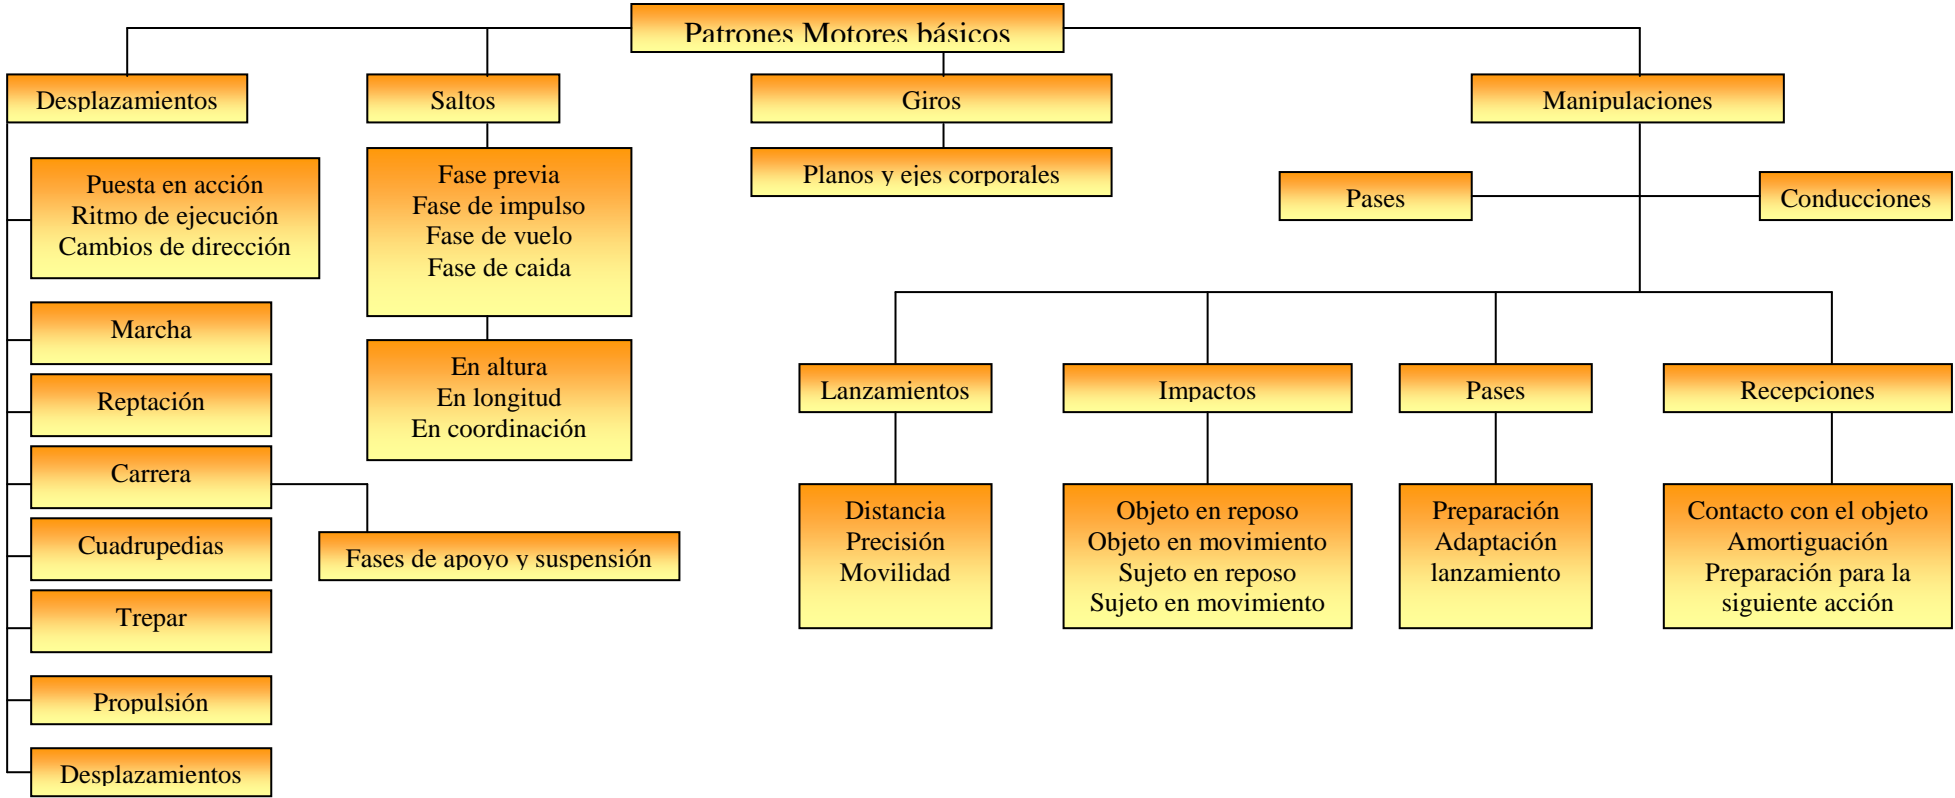 Patrones Motores básicos
Desplazamientos
Saltos
Giros
Manipulaciones
Puesta en acción
Ritmo de ejecución
Cambios de dirección
Marcha
Reptación
Carrera
Fases de apoyo y suspensión
Cuadrupedias
Trepar
Propulsión
Desplazamientos
Fase previa
Fase de impulso
Fase de vuelo
Fase de caida
En altura
En longitud
En coordinación
Planos y ejes corporales
Pases
Conducciones
Lanzamientos
Impactos
Pases
Recepciones
Distancia
Precisión
Movilidad
Objeto en reposo
Objeto en movimiento
Sujeto en reposo
Sujeto en movimiento
Preparación
Adaptación
lanzamiento
Contacto con el objeto
Amortiguación
Preparación para la
siguiente acción